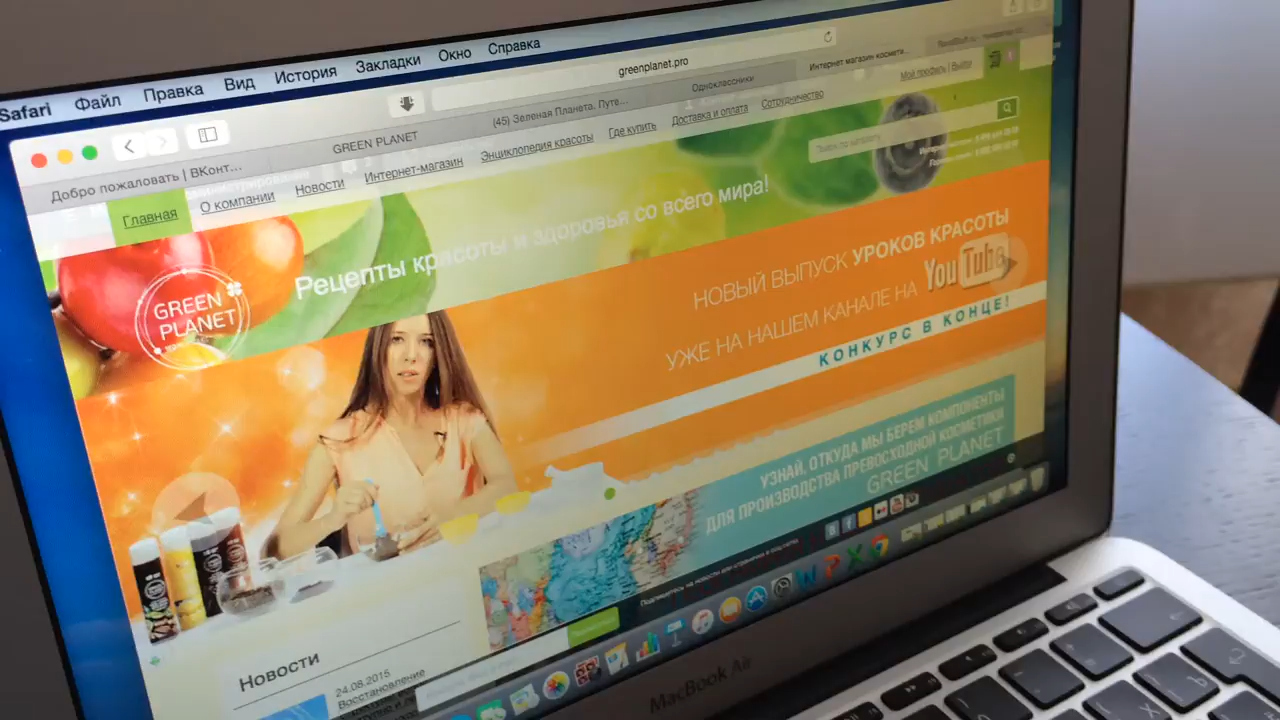 Safari Файл Правка Вид История Закладки Окно Справка
greenplanet.pro
Добро пожаловать | ВКонт...
GREEN PLANET
(45) Зеленая Планета. Путе...
Одноклассники
Интернет магазин космети...
Главная О компании Новости Интернет-магазин Энциклопедия красоты Где купить Доставка и оплата Сотрудничество
Мой профиль | Выйти
GREEN
PLANET
Рецепты красоты и здоровья со всего мира!
НОВЫЙ ВЫПУСК УРОКОВ КРАСОТЫ
УЖЕ НА НАШЕМ КАНАЛЕ НА YouTube
КОНКУРС В КОНЦЕ!
УЗНАЙ, ОТКУДА МЫ БЕРЕМ КОМПОНЕНТЫ
ДЛЯ ПРОИЗВОДСТВА ПРЕВОСХОДНОЙ КОСМЕТИКИ
GREEN PLANET
Новости
24.08.2015
Восстановление
MacBook Air